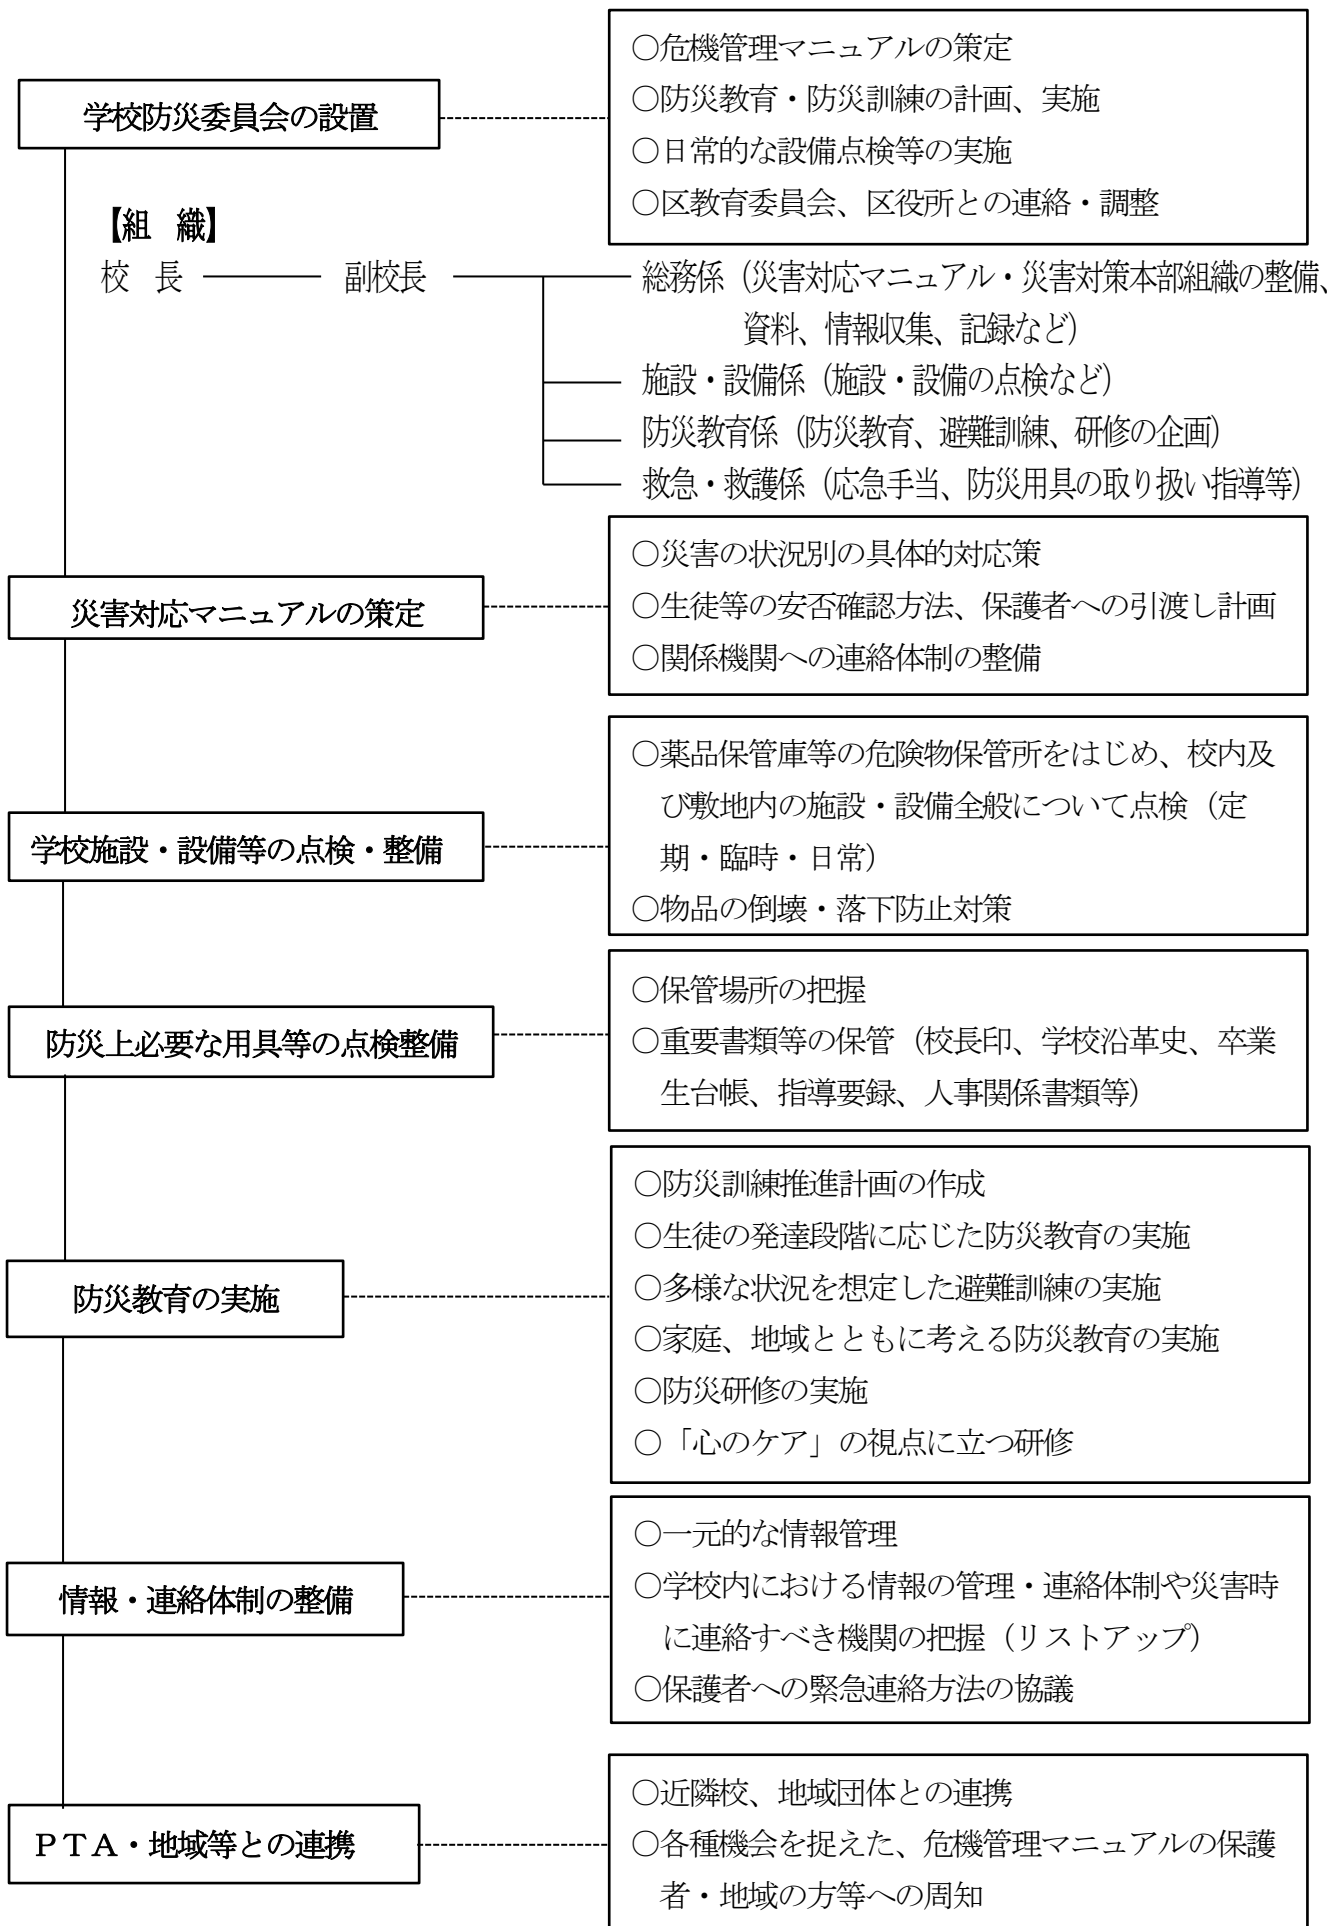 学校防災委員会の設置
○危機管理マニュアルの策定
○防災教育・防災訓練の計画、実施
○日常的な設備点検等の実施
○区教育委員会、区役所との連絡・調整
【組　織】
校　長
副校長
総務係（災害対応マニュアル・災害対策本部組織の整備、
資料、情報収集、記録など）
施設・設備係（施設・設備の点検など）
防災教育係（防災教育、避難訓練、研修の企画）
救急・救護係（応急手当、防災用具の取り扱い指導等）
災害対応マニュアルの策定
○災害の状況別の具体的対応策
○生徒等の安否確認方法、保護者への引渡し計画
○関係機関への連絡体制の整備
学校施設・設備等の点検・整備
○薬品保管庫等の危険物保管所をはじめ、校内及
び敷地内の施設・設備全般について点検（定
期・臨時・日常）
○物品の倒壊・落下防止対策
防災上必要な用具等の点検整備
○保管場所の把握
○重要書類等の保管（校長印、学校沿革史、卒業
生台帳、指導要録、人事関係書類等）
防災教育の実施
○防災訓練推進計画の作成
○生徒の発達段階に応じた防災教育の実施
○多様な状況を想定した避難訓練の実施
○家庭、地域とともに考える防災教育の実施
○防災研修の実施
○「心のケア」の視点に立つ研修
情報・連絡体制の整備
○一元的な情報管理
○学校内における情報の管理・連絡体制や災害時
に連絡すべき機関の把握（リストアップ）
○保護者への緊急連絡方法の協議
ＰＴＡ・地域等との連携
○近隣校、地域団体との連携
○各種機会を捉えた、危機管理マニュアルの保護
者・地域の方等への周知